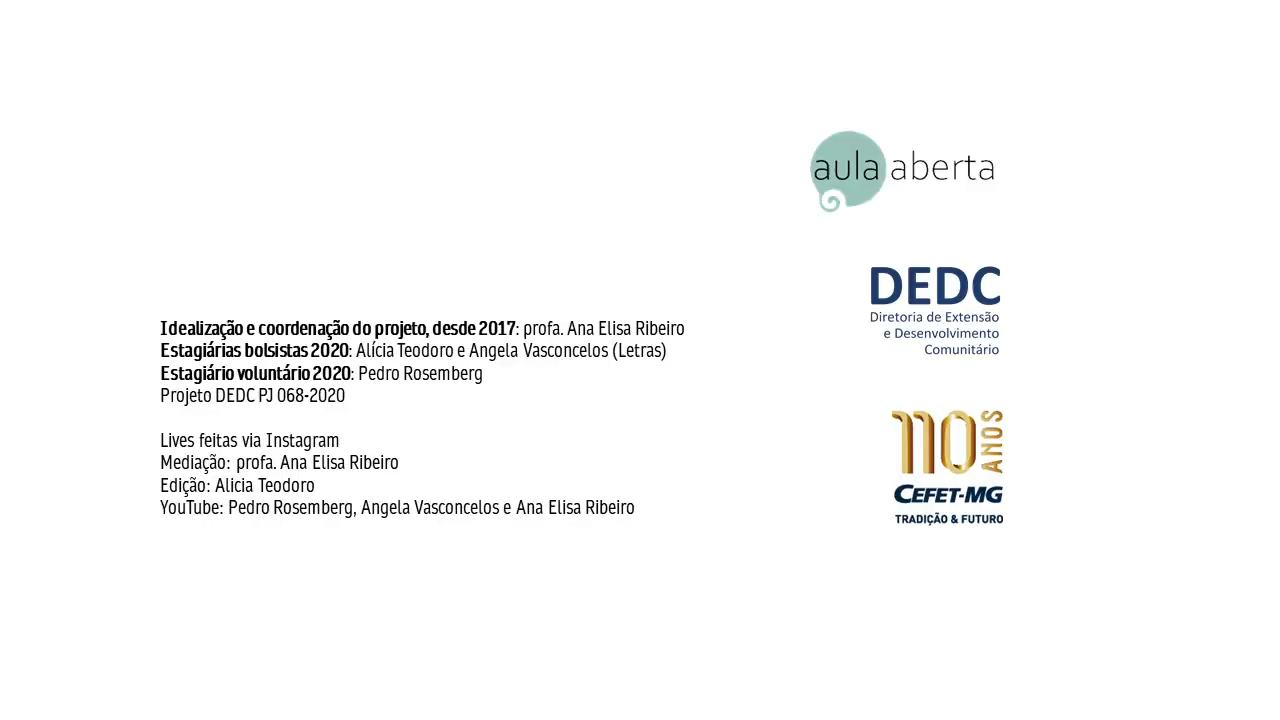 aula aberta
DEDC
Diretoria de Extensão
e Desenvolvimento
Comunitário
Idealização e coordenação do projeto, desde 2017: profa. Ana Elisa Ribeiro
Estagiárias bolsistas 2020: Alícia Teodoro e Angela Vasconcelos (Letras)
Estagiário voluntário 2020: Pedro Rosemberg
Projeto DEDC PJ 068-2020
Lives feitas via Instagram
Mediação: profa. Ana Elisa Ribeiro
Edição: Alicia Teodoro
YouTube: Pedro Rosemberg, Angela Vasconcelos e Ana Elisa Ribeiro
110 ANOS
CEFET-MG
TRADIÇÃO & FUTURO